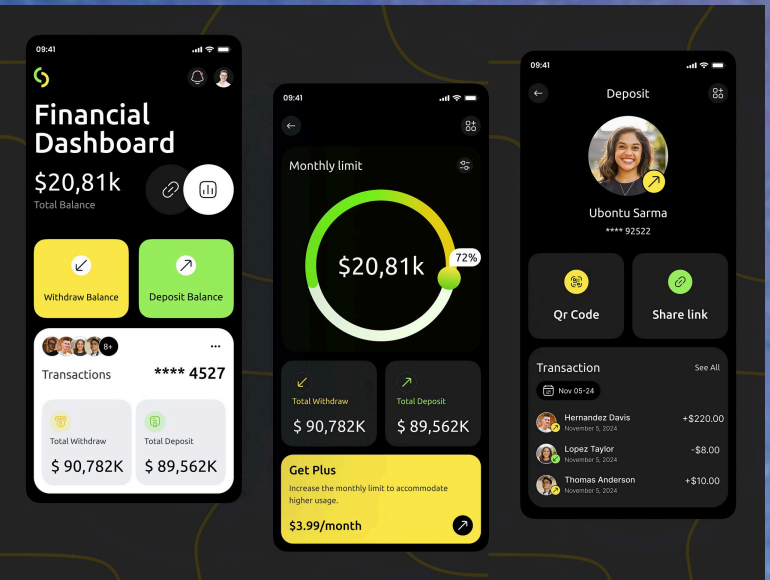 09:41
Financial
Dashboard
$20,81k
Total Balance
Withdraw Balance
Deposit Balance
8+
Transactions
**** 4527
Total Withdraw
Total Deposit
$ 90,782K
$ 89,562K
09:41
Monthly limit
$20,81k
72%
Total Withdraw
Total Deposit
$ 90,782K
$ 89,562K
Get Plus
Increase the monthly limit to accommodate
higher usage.
$3.99/month
09:41
Deposit
Ubontu Sarma
**** 92522
Qr Code
Share link
Transaction
See All
Nov 05-24
Hernandez Davis
+$220.00
November 5, 2024
Lopez Taylor
-$8.00
November 5, 2024
Thomas Anderson
+$10.00
November 5, 2024